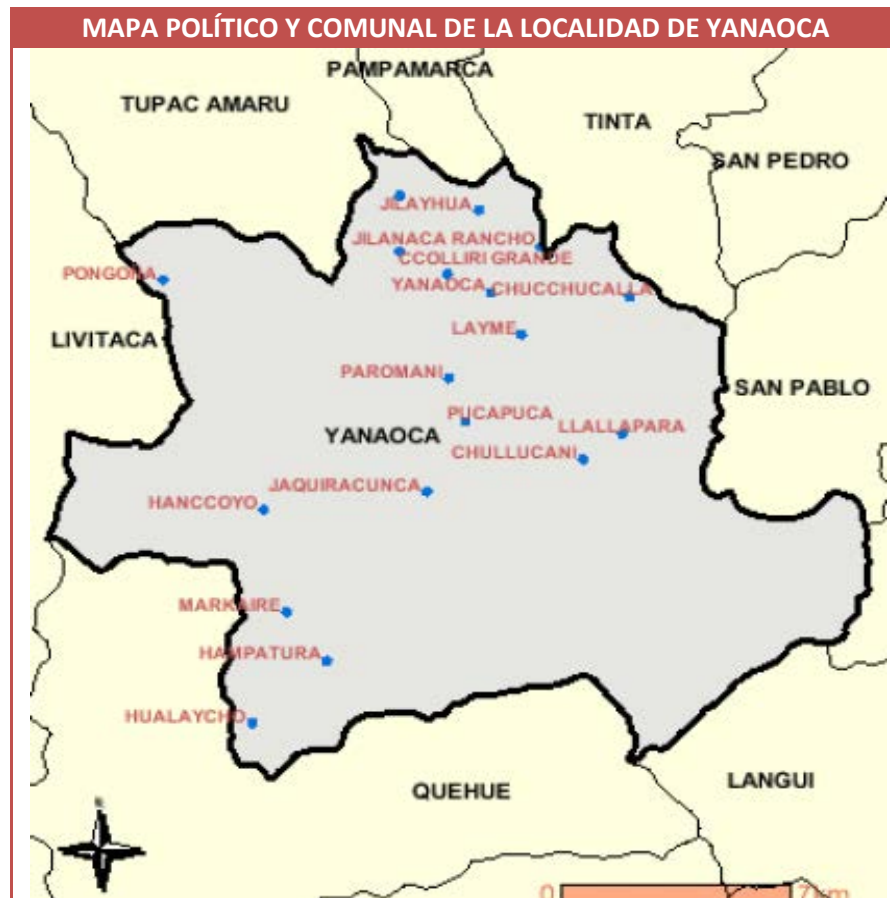 MAPA POLÍTICO Y COMUNAL DE LA LOCALIDAD DE YANAOCA
PAMPAMARCA
TUPAC AMARU
TINTA
SAN PEDRO
JILAYHUA
JILANACA RANCHO
CCOLLIRI GRANDE
PONGOÑA
YANAOCA
CHUCCHUCALLA
LAYME
LIVITACA
PAROMANI
SAN PABLO
PUCAPUCA
LLALLAPARA
YANAOCA
CHULLUCANI
JAQUIRACUNCA
HANCCOYO
MARKAIRE
HAMPATURA
HUALAYCHO
LANGUI
QUEHUE
0 7km